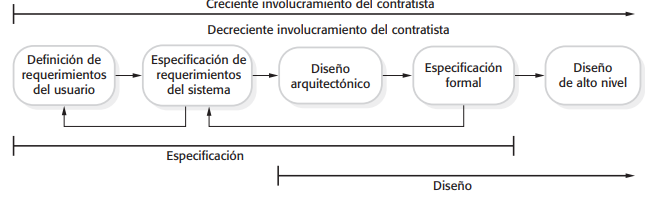 Creciente involucramiento del contratista
Decreciente involucramiento del contratista
Definición de
requerimientos
del usuario
Especificación de
requerimientos
del sistema
Diseño
arquitectónico
Especificación
formal
Diseño
de alto nivel
Especificación
Diseño